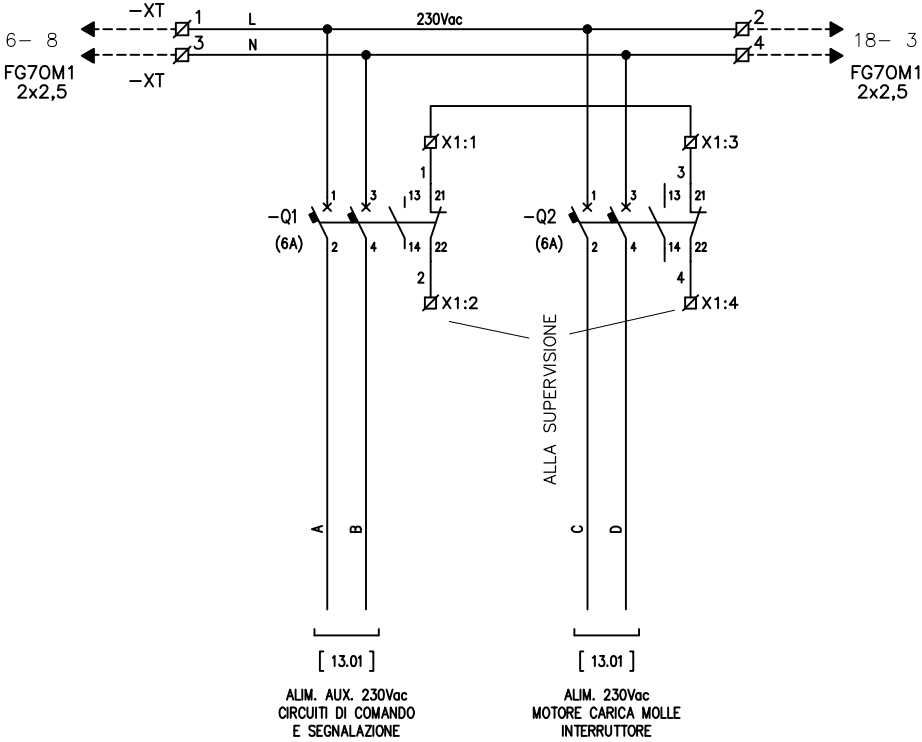 -XT
1
L
230Vac
2
6- 8
3
N
4
18- 3
-XT
FG7OM1
2x2,5
FG7OM1
2x2,5
X1:1
X1:3
1
3
1
3
13
21
1
3
13
21
-Q1
(6A)
-Q2
(6A)
2
4
14
22
2
4
14
22
2
4
X1:2
X1:4
ALLA SUPERVISIONE
A
B
C
D
[ 13.01 ]
[ 13.01 ]
ALIM. AUX. 230Vac
CIRCUITI DI COMANDO
E SEGNALAZIONE
ALIM. 230Vac
MOTORE CARICA MOLLE
INTERRUTTORE